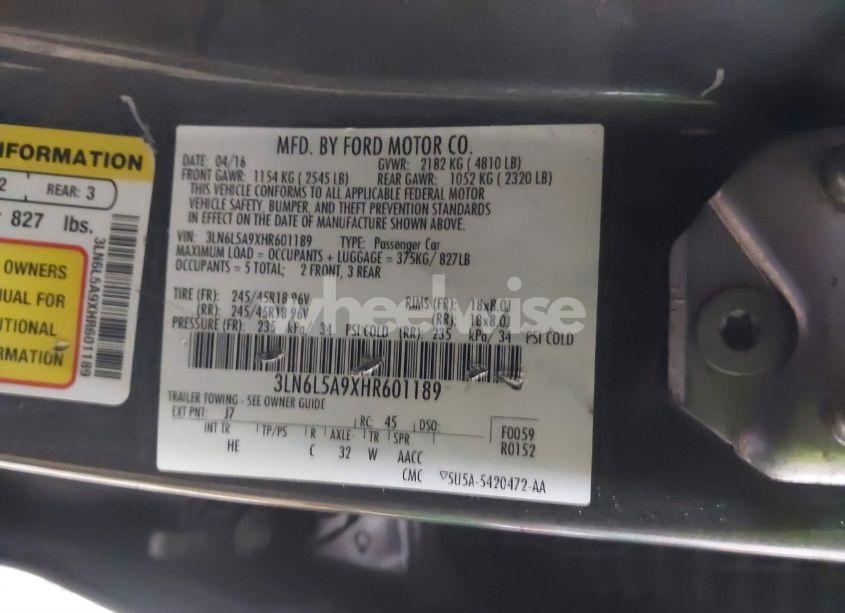 INFORMATION
2
REAR: 3
827 lbs.
OWNERS
NUAL FOR
ITIONAL
ORMATION
3LN6L5A9XHR601189
MFD. BY FORD MOTOR CO.
DATE: 04/16 GVWR: 2182 KG ( 4810 LB)
FRONT GAWR: 1154 KG ( 2545 LB) REAR GAWR: 1052 KG ( 2320 LB)
THIS VEHICLE CONFORMS TO ALL APPLICABLE FEDERAL MOTOR
VEHICLE SAFETY, BUMPER, AND THEFT PREVENTION STANDARDS
IN EFFECT ON THE DATE OF MANUFACTURE SHOWN ABOVE.
VIN: 3LN6L5A9XHR601189 TYPE: Passenger Car
MAXIMUM LOAD = OCCUPANTS + LUGGAGE = 375KG/ 827LB
OCCUPANTS = 5 TOTAL; 2 FRONT, 3 REAR
TIRE (FR): 245/45R18 96V RIMS (FR): 18x8.0J
(RR): 245/45R18 96V (RR): 18x8.0J
PRESSURE (FR): 235 kPa/ 34 PSI COLD (RR): 235 kPa/ 34 PSI COLD
3LN6L5A9XHR601189
TRAILER TOWING - SEE OWNER GUIDE
EXT PNT: J7 RC: 45 DSO: F0059
INT TR TP/PS R AXLE TR SPR R0152
HE C 32 W AACC
CMC 5U5A-5420472-AA
wheelwise